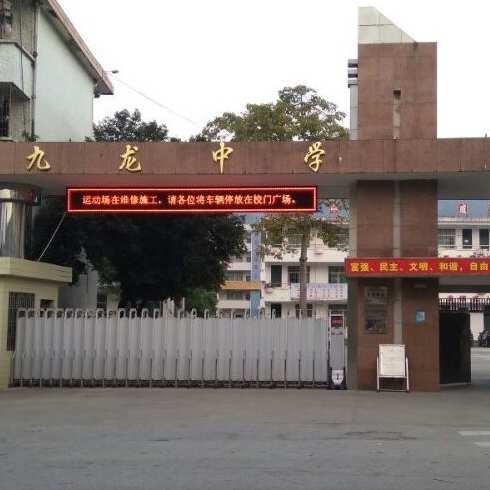 九龙中学
运动场在维修施工，请各位将车辆停放在校门广场。
富强、民主、文明、和谐，自由